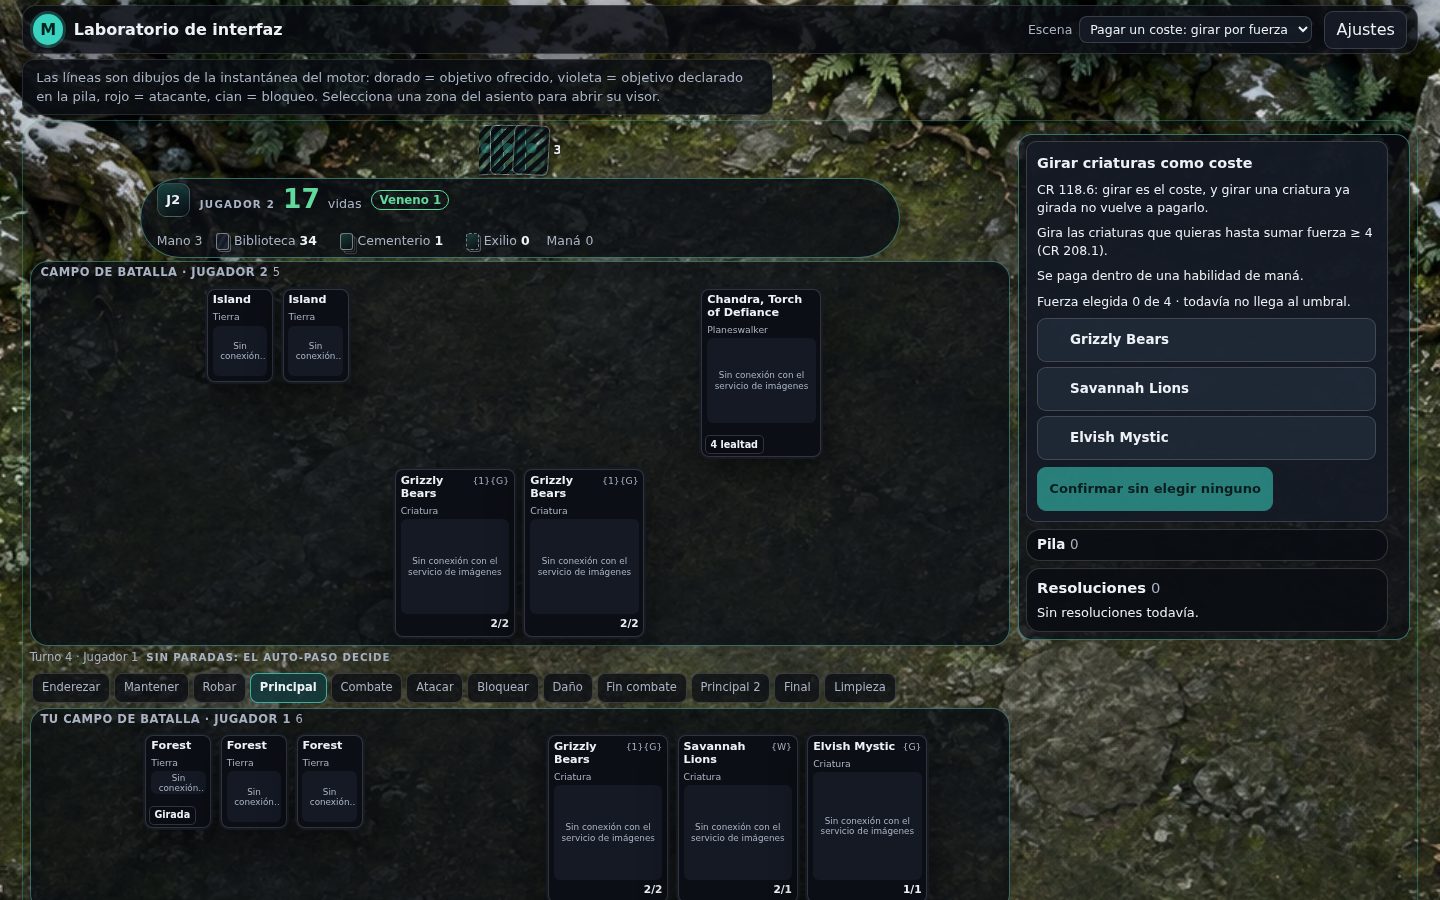 M Laboratorio de interfaz
Escena Pagar un coste: girar por fuerza Ajustes
Las líneas son dibujos de la instantánea del motor: dorado = objetivo ofrecido, violeta = objetivo declarado
en la pila, rojo = atacante, cian = bloqueo. Selecciona una zona del asiento para abrir su visor.
3
J2 JUGADOR 2 17 vidas Veneno 1
Mano 3 Biblioteca 34 Cementerio 1 Exilio 0 Maná 0
CAMPO DE BATALLA · JUGADOR 2 5
Island
Tierra
Sin
conexión..
Island
Tierra
Sin
conexión..
Chandra, Torch
of Defiance
Planeswalker
Sin conexión con el
servicio de imágenes
4 lealtad
Grizzly
Bears
{1}{G}
Criatura
Sin conexión con el
servicio de imágenes
2/2
Grizzly
Bears
{1}{G}
Criatura
Sin conexión con el
servicio de imágenes
2/2
Turno 4 · Jugador 1 SIN PARADAS: EL AUTO-PASO DECIDE
Enderezar Mantener Robar Principal Combate Atacar Bloquear Daño Fin combate Principal 2 Final Limpieza
TU CAMPO DE BATALLA · JUGADOR 1 6
Forest
Tierra
Sin
conexión..
Girada
Forest
Tierra
Sin
conexión..
Forest
Tierra
Sin
conexión..
Grizzly
Bears
{1}{G}
Criatura
Sin conexión con el
servicio de imágenes
2/2
Savannah
Lions
{W}
Criatura
Sin conexión con el
servicio de imágenes
2/1
Elvish Mystic {G}
Criatura
Sin conexión con el
servicio de imágenes
1/1
Girar criaturas como coste
CR 118.6: girar es el coste, y girar una criatura ya
girada no vuelve a pagarlo.
Gira las criaturas que quieras hasta sumar fuerza ≥ 4
(CR 208.1).
Se paga dentro de una habilidad de maná.
Fuerza elegida 0 de 4 · todavía no llega al umbral.
Grizzly Bears
Savannah Lions
Elvish Mystic
Confirmar sin elegir ninguno
Pila 0
Resoluciones 0
Sin resoluciones todavía.